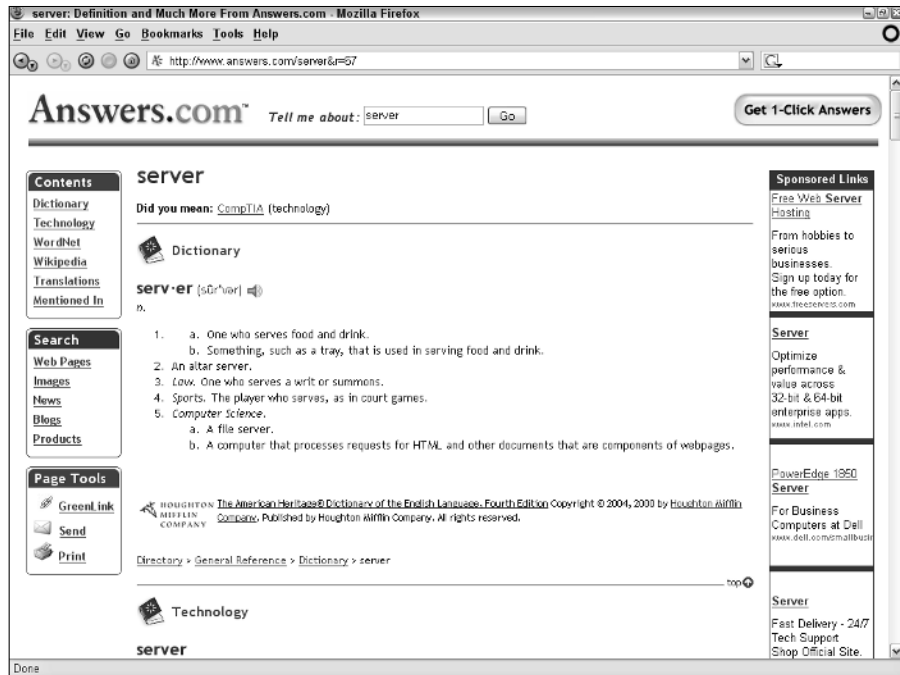 server: Definition and Much More From Answers.com - Mozilla Firefox
File Edit View Go Bookmarks Tools Help
http://www.answers.com/server&r=67
Answers.com™ Tell me about: server Go
Get 1-Click Answers
Contents
Dictionary
Technology
WordNet
Wikipedia
Translations
Mentioned In
Search
Web Pages
Images
News
Blogs
Products
Page Tools
GreenLink
Send
Print
server
Did you mean: CompTIA (technology)
Dictionary
serv·er (sûr'vər)
n.
1. a. One who serves food and drink.
b. Something, such as a tray, that is used in serving food and drink.
2. An altar server.
3. Law. One who serves a writ or summons.
4. Sports. The player who serves, as in court games.
5. Computer Science.
a. A file server.
b. A computer that processes requests for HTML and other documents that are components of webpages.
HOUGHTON
MIFFLIN
COMPANY
The American Heritage® Dictionary of the English Language, Fourth Edition Copyright © 2004, 2000 by Houghton Mifflin
Company. Published by Houghton Mifflin Company. All rights reserved.
Directory > General Reference > Dictionary > server
top
Technology
server
Sponsored Links
Free Web Server
Hosting
From hobbies to
serious
businesses.
Sign up today for
the free option.
www.freeservers.com
Server
Optimize
performance &
value across
32-bit & 64-bit
enterprise apps.
www.intel.com
PowerEdge 1850
Server
For Business
Computers at Dell
www.dell.com/smallbusin
Server
Fast Delivery - 24/7
Tech Support
Shop Official Site.
Done